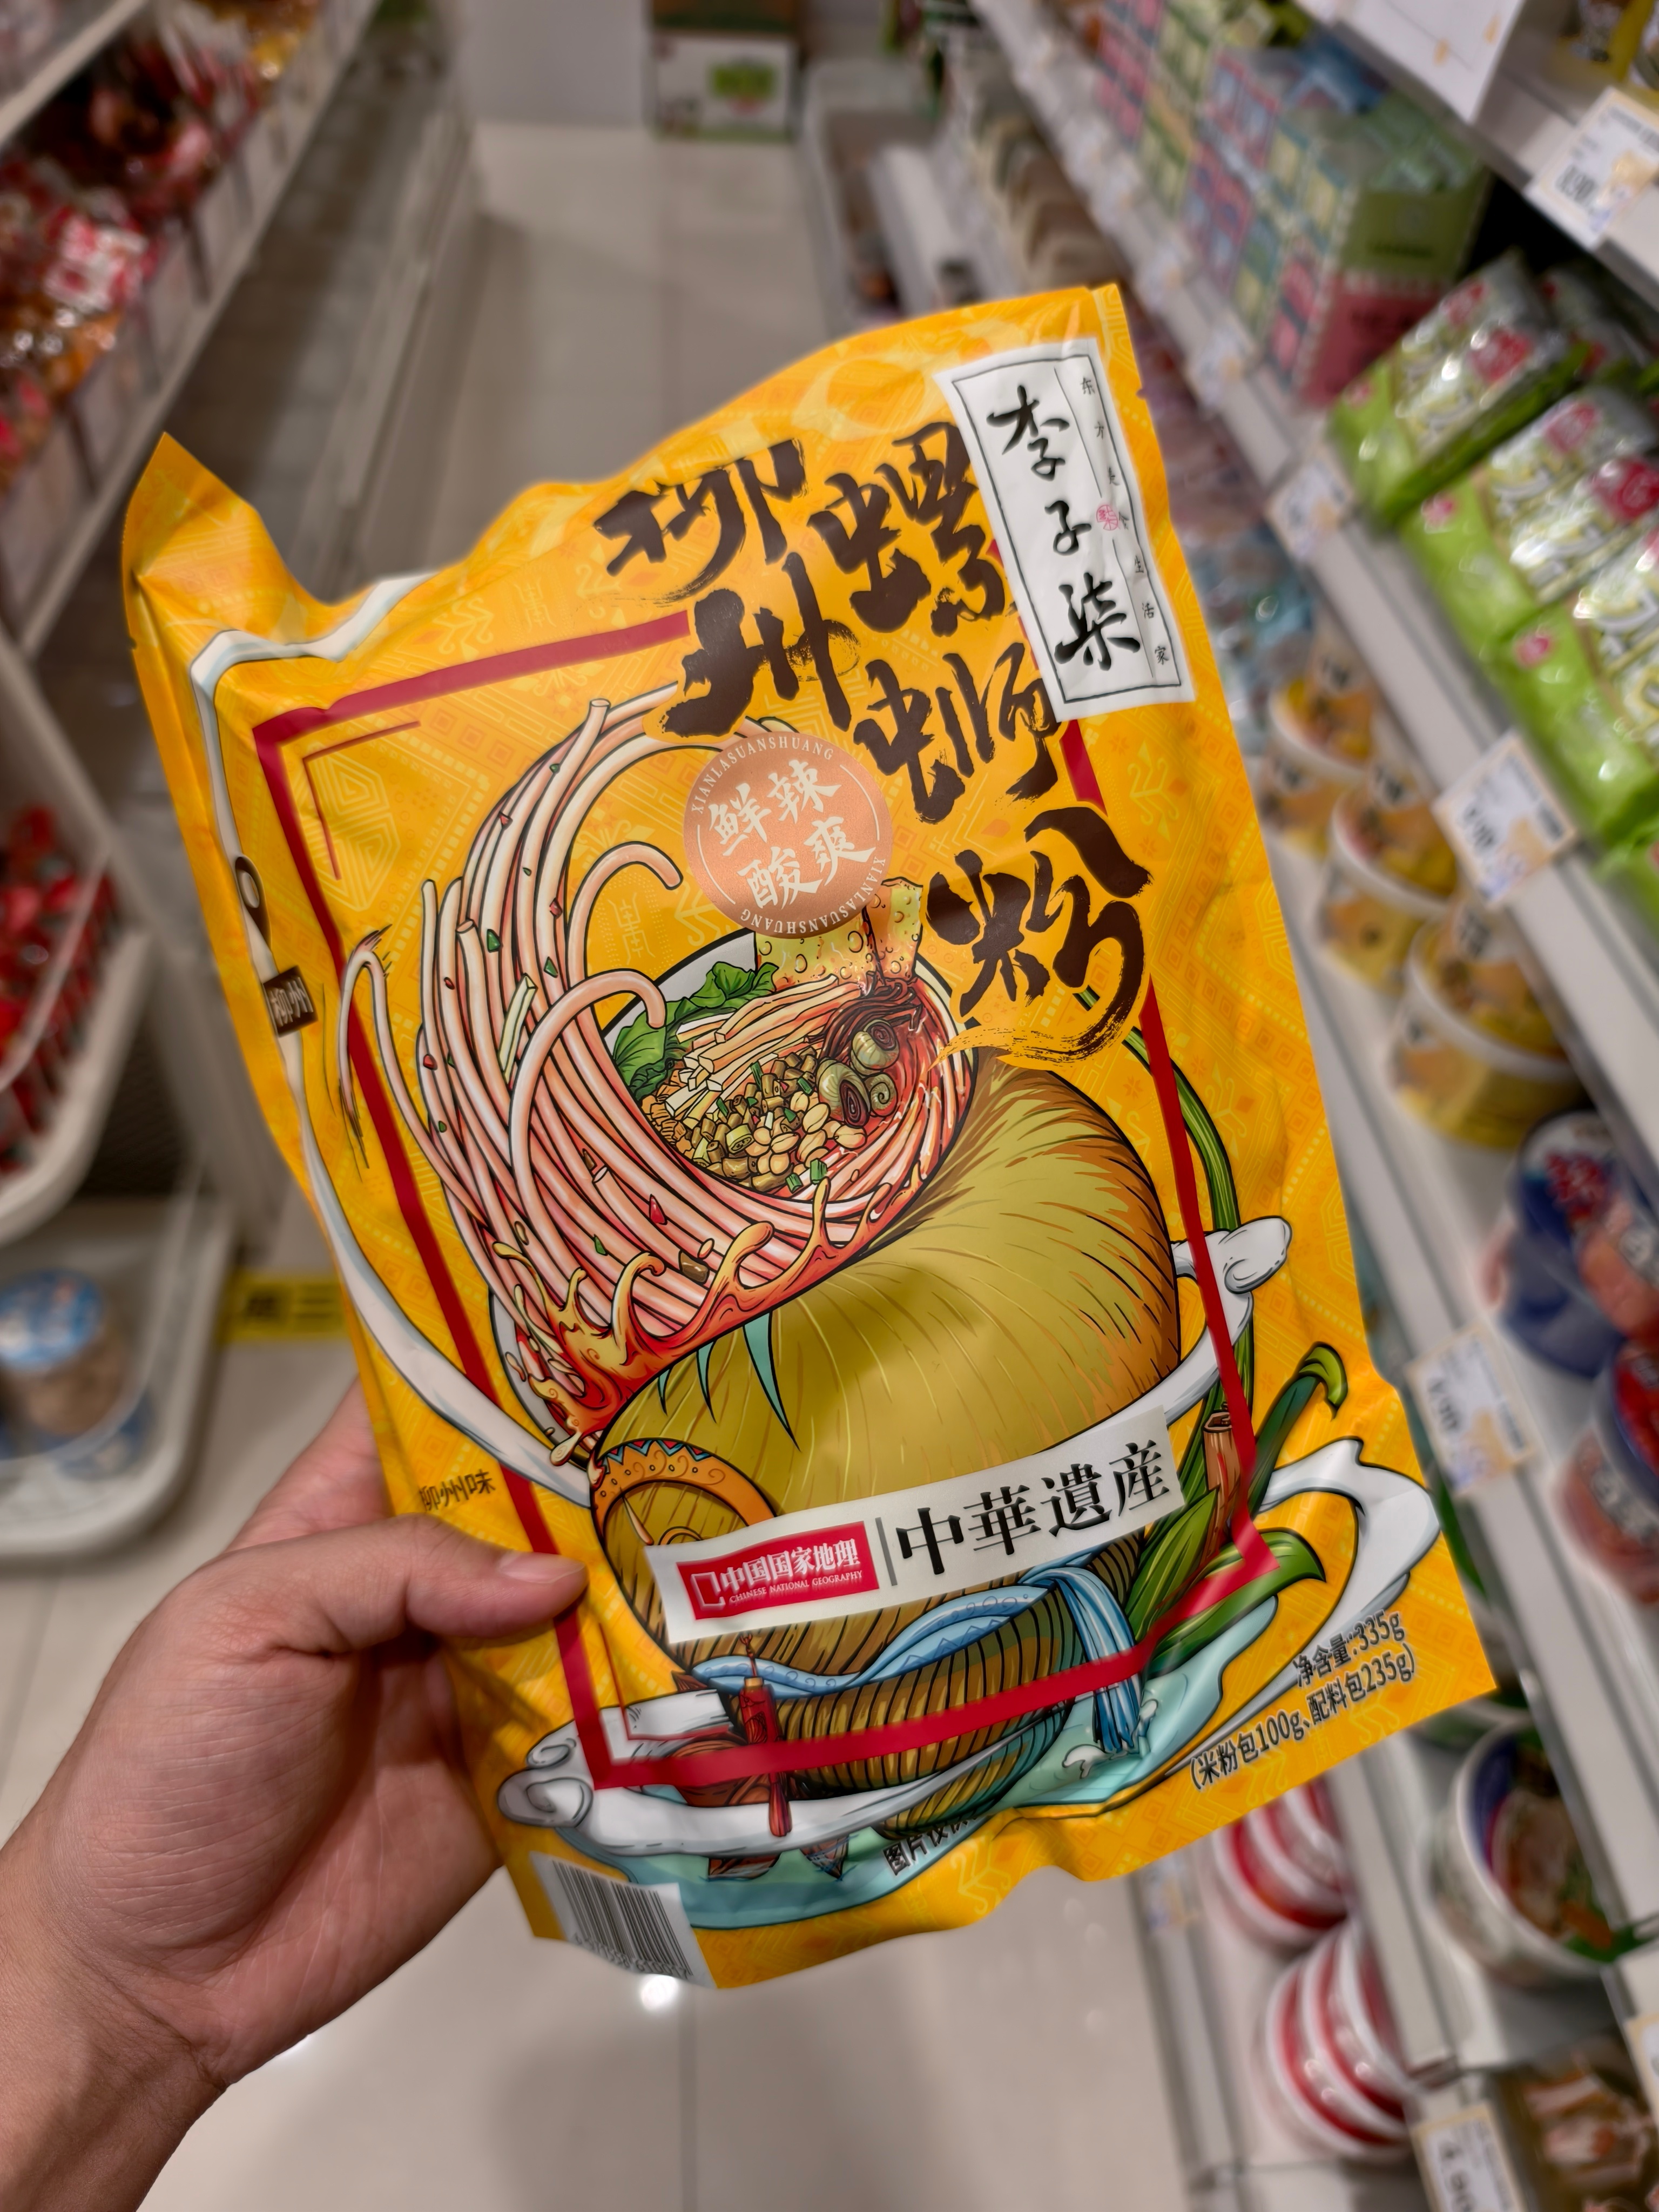 李子柒
东方美食生活家
柳州
螺蛳
粉
XIANLASUANSHUANG
鲜辣
酸爽
XIANLASUANSHUANG
柳州
柳州味
中国国家地理
CHINESE NATIONAL GEOGRAPHY
中華遺産
净含量:335g
(米粉包100g、配料包235g)
图片仅供